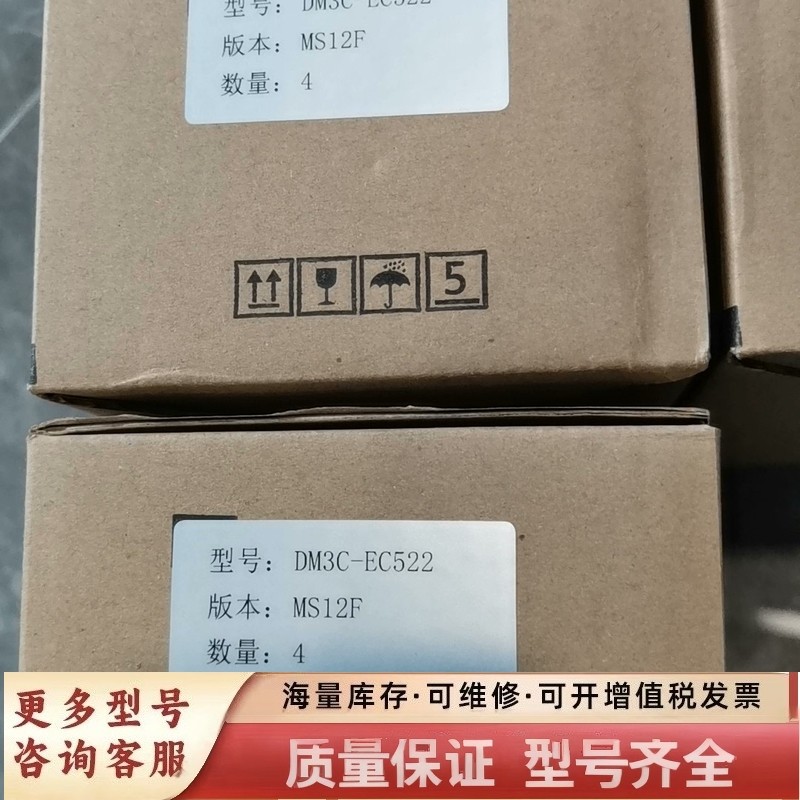 型号: DM3C-EC522
版本: MS12F
数量: 4
5
型号: DM3C-EC522
版本: MS12F
数量: 4
更多型号
咨询客服
海量库存·可维修·可开增值税发票
质量保证 型号齐全